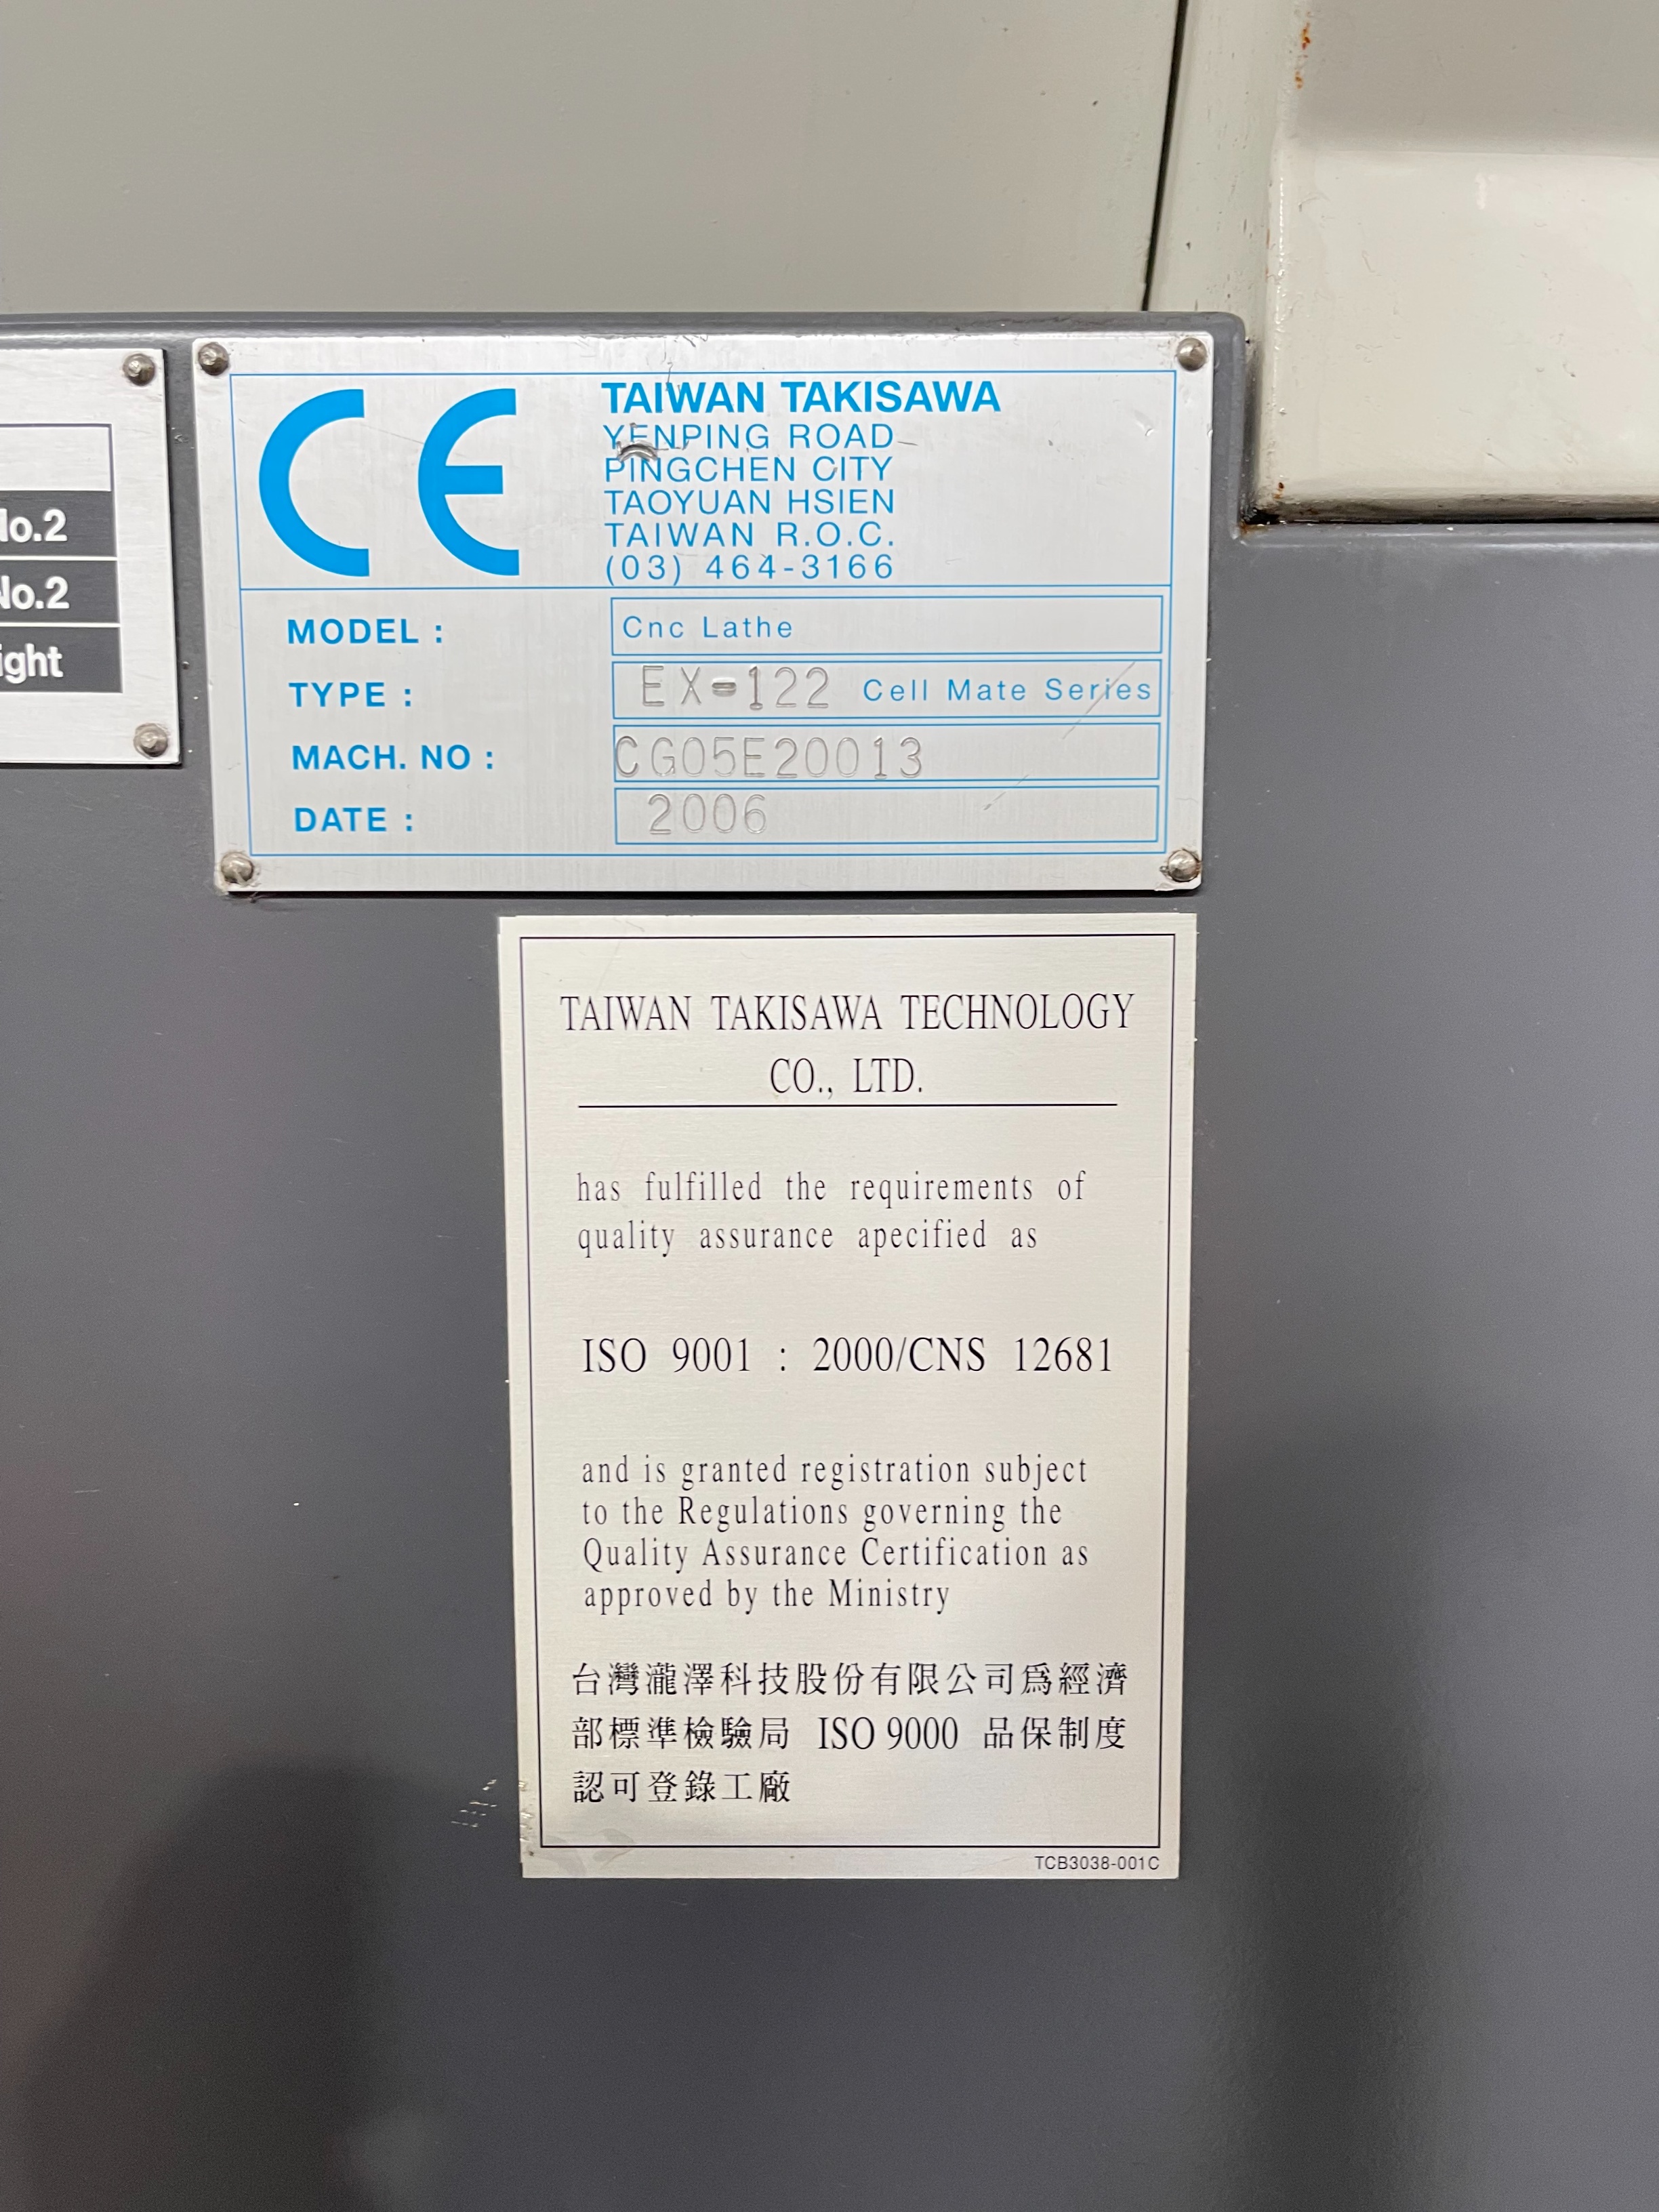 No.2
No.2
ight
CE
TAIWAN TAKISAWA
YENPING ROAD
PINGCHEN CITY
TAOYUAN HSIEN
TAIWAN R.O.C.
(03) 464-3166
MODEL : Cnc Lathe
TYPE : EX-122 Cell Mate Series
MACH. NO : CG05E20013
DATE : 2006
TAIWAN TAKISAWA TECHNOLOGY
CO., LTD.
has fulfilled the requirements of
quality assurance apecified as
ISO 9001 : 2000/CNS 12681
and is granted registration subject
to the Regulations governing the
Quality Assurance Certification as
approved by the Ministry
台灣瀧澤科技股份有限公司爲經濟
部標準檢驗局 ISO 9000 品保制度
認可登錄工廠
TCB3038-001C